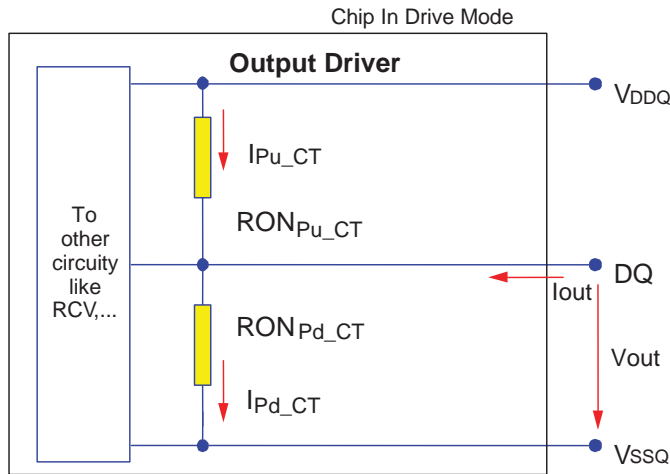 Chip In Drive Mode
Output Driver
VDDQ
IPu_CT
RONPu_CT
To
other
circuity
like
RCV,...
DQ
Iout
RONPd_CT
Vout
IPd_CT
VSSQ